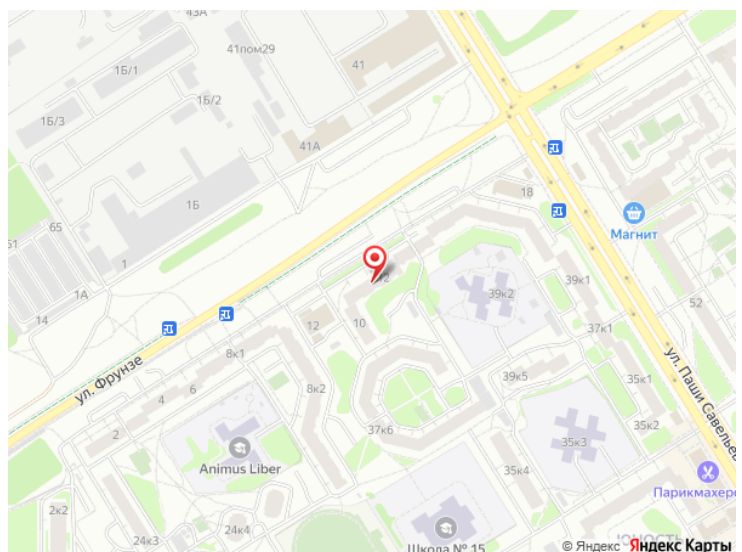 43А
41пом29
41
1Б/1
1Б/2
1Б/3
41А
1Б
18
65
Магнит
51
1
39к1
39к2
1А
52
14
12
10
37к1
8к1
ул. Фрунзе
39к5
35к1
6
8к2
4
ул. Паши Савельев
35к2
2
37к6
35к3
Animus Liber
35к4
Парикмахерс
2к2
24к4
24к3
Школа № 15
ЮНОСТЬ
© Яндекс Яндекс Карты